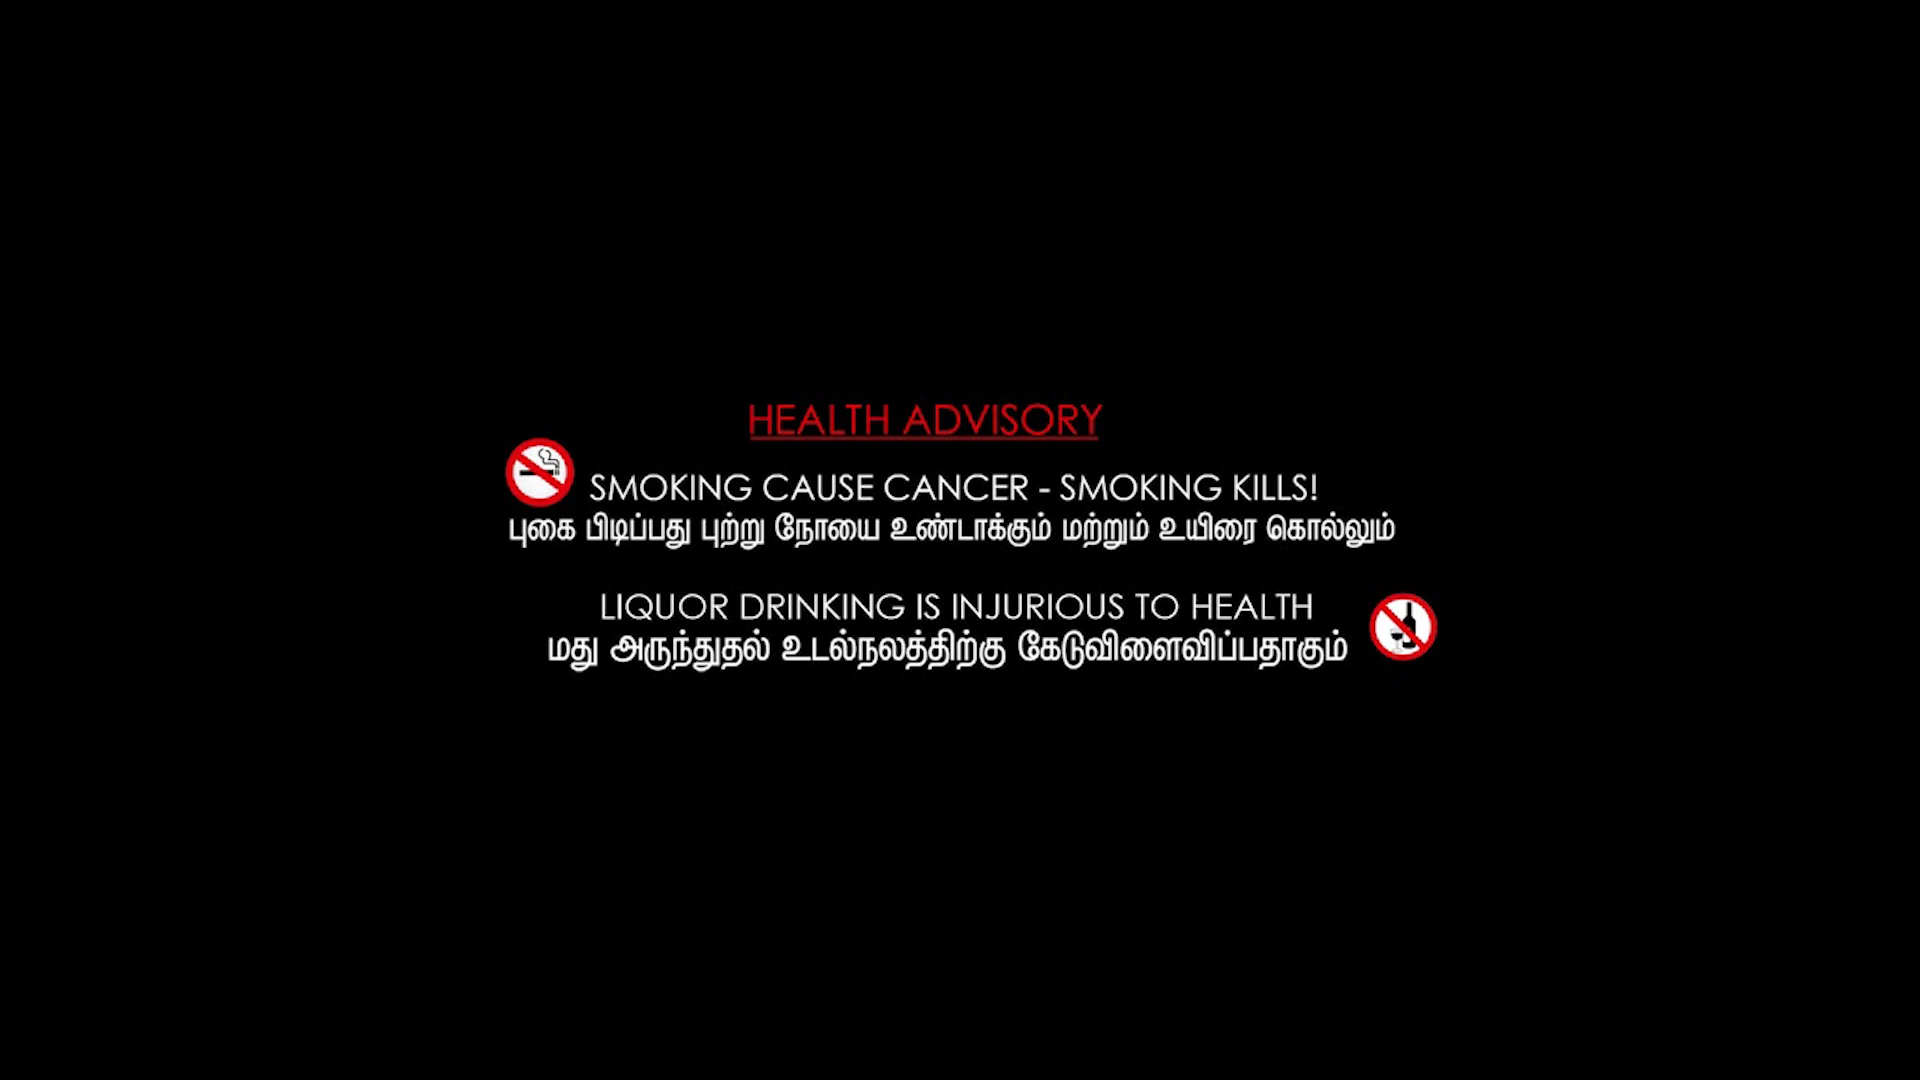 HEALTH ADVISORY
SMOKING CAUSE CANCER - SMOKING KILLS!
புகை பிடிப்பது புற்று நோயை உண்டாக்கும் மற்றும் உயிரை கொல்லும்
LIQUOR DRINKING IS INJURIOUS TO HEALTH
மது அருந்துதல் உடல்நலத்திற்கு கேடுவிளைவிப்பதாகும்